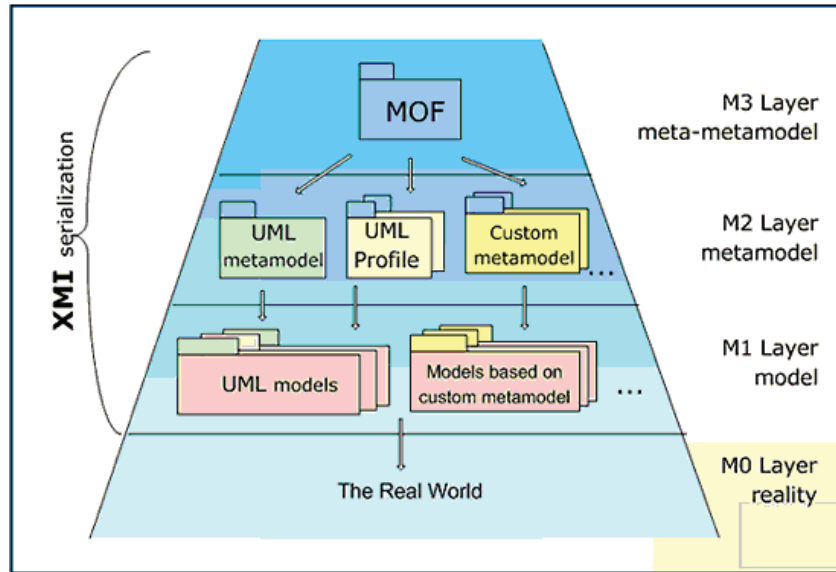 MOF
M3 Layer
meta-metamodel
XMI serialization
UML
metamodel
UML
Profile
Custom
metamodel
...
M2 Layer
metamodel
UML models
Models based on
custom metamodel
...
M1 Layer
model
The Real World
M0 Layer
reality